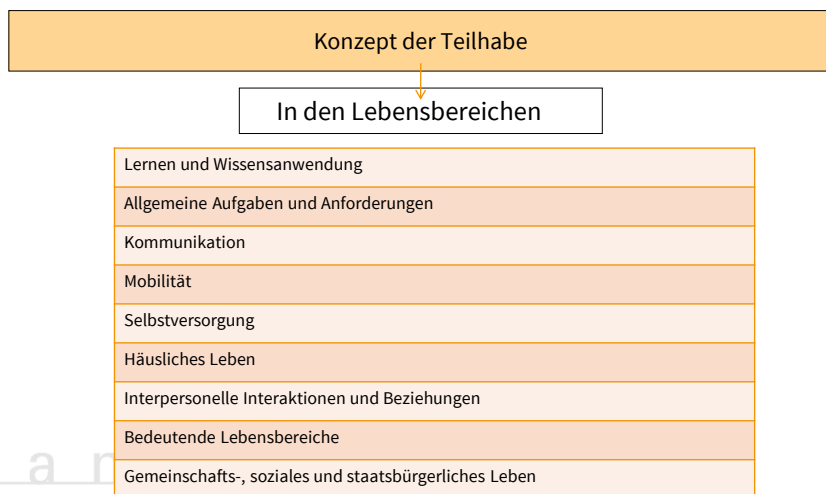 Konzept der Teilhabe
In den Lebensbereichen
Lernen und Wissensanwendung
Allgemeine Aufgaben und Anforderungen
Kommunikation
Mobilität
Selbstversorgung
Häusliches Leben
Interpersonelle Interaktionen und Beziehungen
Bedeutende Lebensbereiche
Gemeinschafts-, soziales und staatsbürgerliches Leben